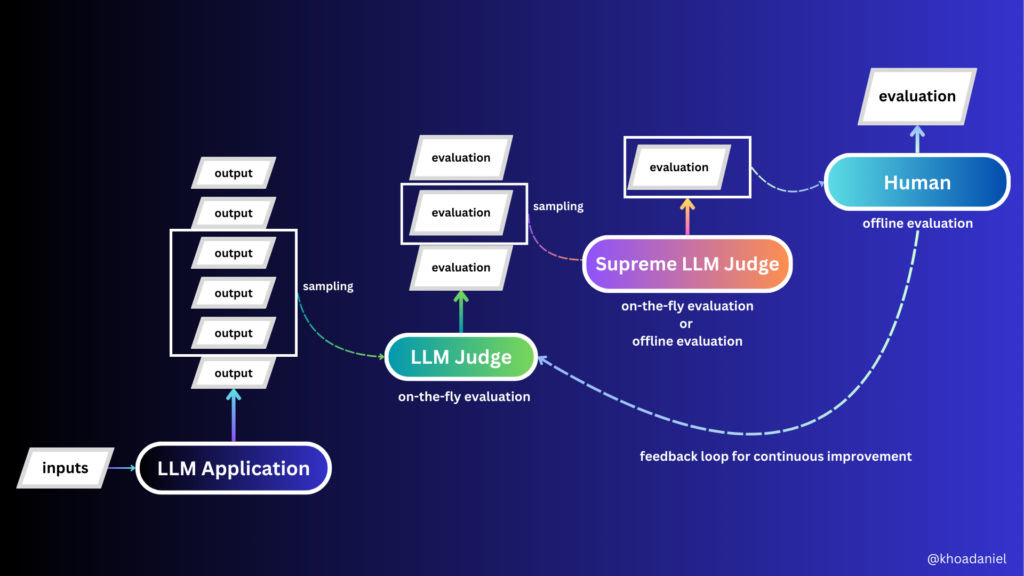 inputs
LLM Application
output
output
output
output
output
output
sampling
LLM Judge
on-the-fly evaluation
evaluation
evaluation
evaluation
sampling
Supreme LLM Judge
on-the-fly evaluation
or
offline evaluation
evaluation
Human
offline evaluation
evaluation
feedback loop for continuous improvement
@khoadaniel